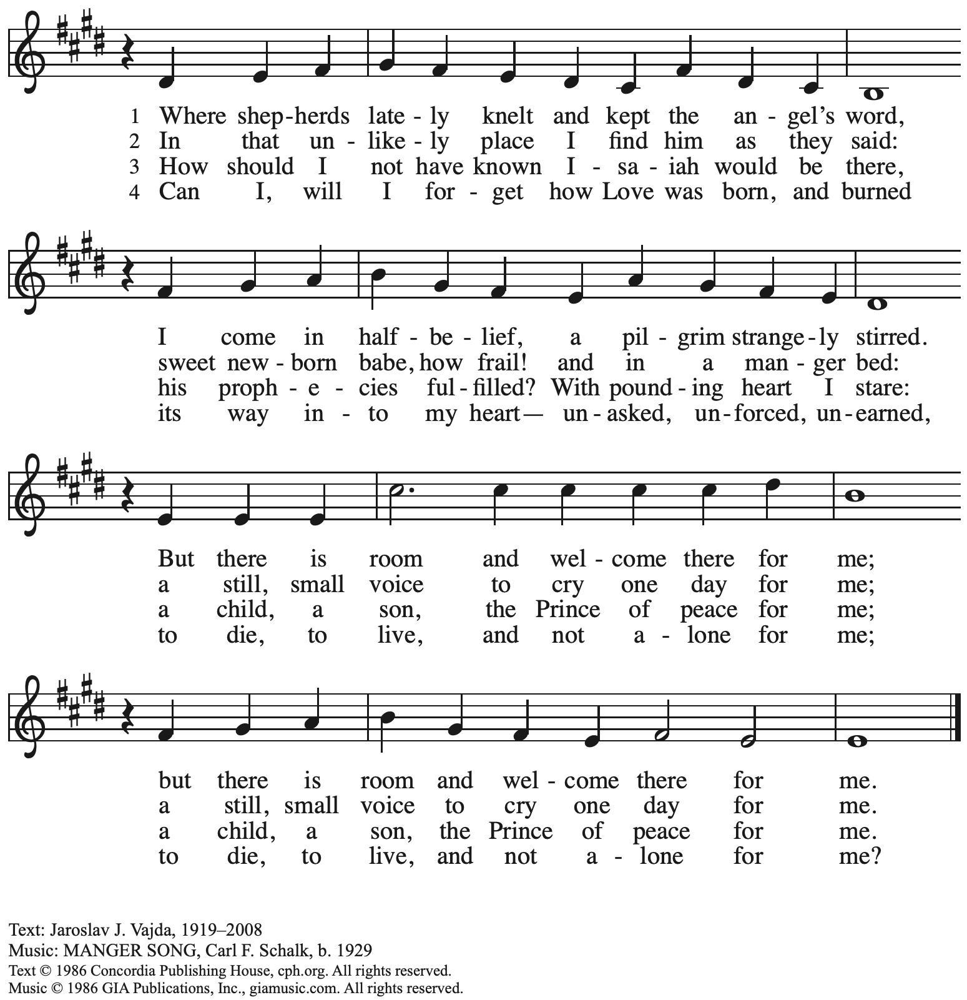 1 Where shep-herds late - ly knelt and kept the an - gel’s word,
2 In that un - like - ly place I find him as they said:
3 How should I not have known I - sa - iah would be there,
4 Can I, will I for - get how Love was born, and burned
I come in half - be - lief, a pil - grim strange - ly stirred.
sweet new - born babe, how frail! and in a man - ger bed:
his proph - e - cies ful - filled? With pound - ing heart I stare:
its way in - to my heart— un - asked, un - forced, un - earned,
But there is room and wel - come there for me;
a still, small voice to cry one day for me;
a child, a son, the Prince of peace for me;
to die, to live, and not a - lone for me;
but there is room and wel - come there for me.
a still, small voice to cry one day for me.
a child, a son, the Prince of peace for me.
to die, to live, and not a - lone for me?
Text: Jaroslav J. Vajda, 1919–2008
Music: MANGER SONG, Carl F. Schalk, b. 1929
Text © 1986 Concordia Publishing House, cph.org. All rights reserved.
Music © 1986 GIA Publications, Inc., giamusic.com. All rights reserved.